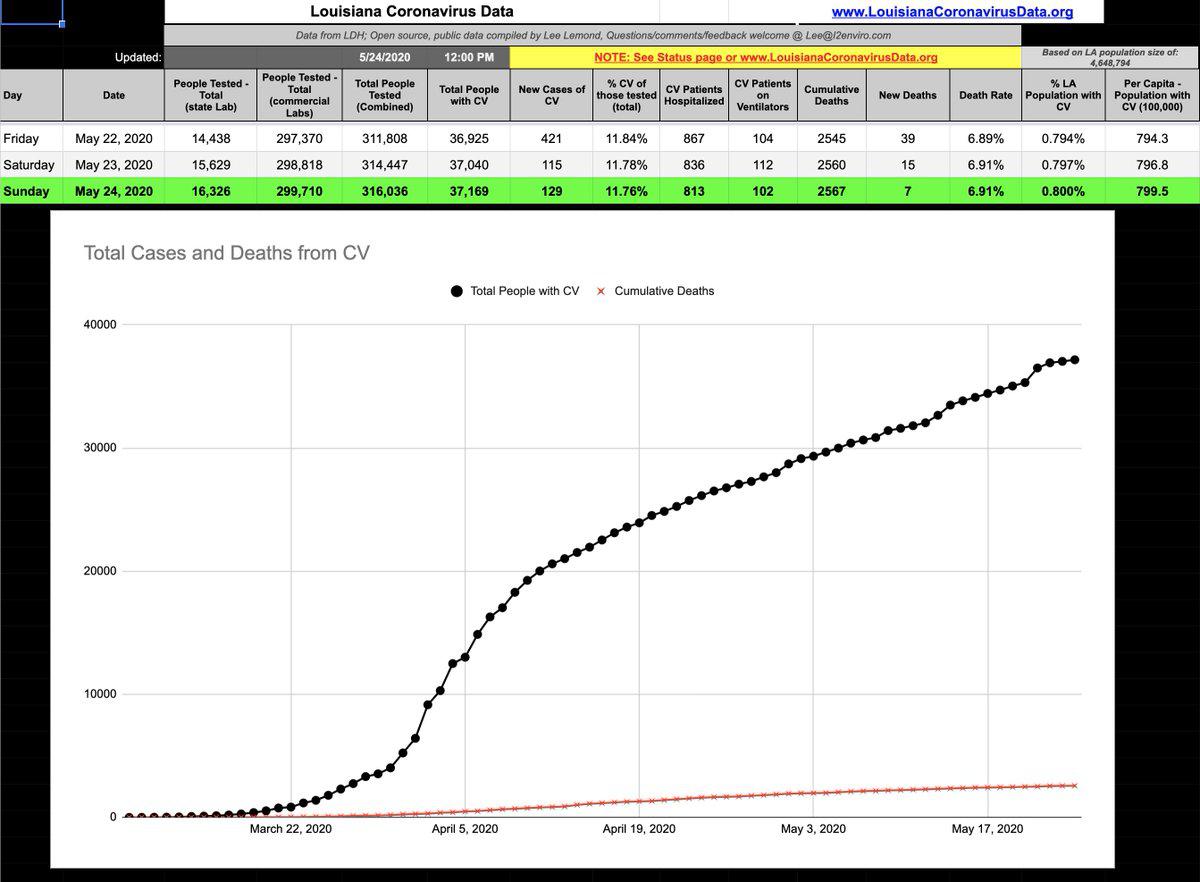 Louisiana Coronavirus Data www.LouisianaCoronavirusData.org
Data from LDH; Open source, public data compiled by Lee Lemond, Questions/comments/feedback welcome @ Lee@l2enviro.com
Updated: 5/24/2020 12:00 PM NOTE: See Status page or www.LouisianaCoronavirusData.org Based on LA population size of: 4,648,794
Day Date People Tested - Total (state Lab) People Tested - Total (commercial Labs) Total People Tested (Combined) Total People with CV New Cases of CV % CV of those tested (total) CV Patients Hospitalized CV Patients on Ventilators Cumulative Deaths New Deaths Death Rate % LA Population with CV Per Capita - Population with CV (100,000)
Friday May 22, 2020 14,438 297,370 311,808 36,925 421 11.84% 867 104 2545 39 6.89% 0.794% 794.3
Saturday May 23, 2020 15,629 298,818 314,447 37,040 115 11.78% 836 112 2560 15 6.91% 0.797% 796.8
Sunday May 24, 2020 16,326 299,710 316,036 37,169 129 11.76% 813 102 2567 7 6.91% 0.800% 799.5
Total Cases and Deaths from CV
Total People with CV Cumulative Deaths
40000
30000
20000
10000
0
March 22, 2020 April 5, 2020 April 19, 2020 May 3, 2020 May 17, 2020